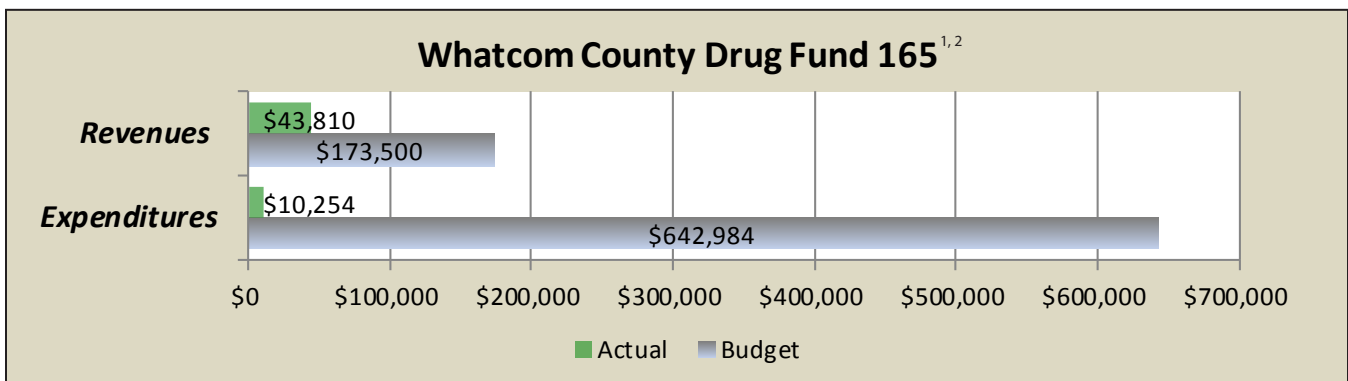 Whatcom County Drug Fund 165 1, 2
Revenues
$43,810
$173,500
Expenditures
$10,254
$642,984
$0 $100,000 $200,000 $300,000 $400,000 $500,000 $600,000 $700,000
Actual Budget